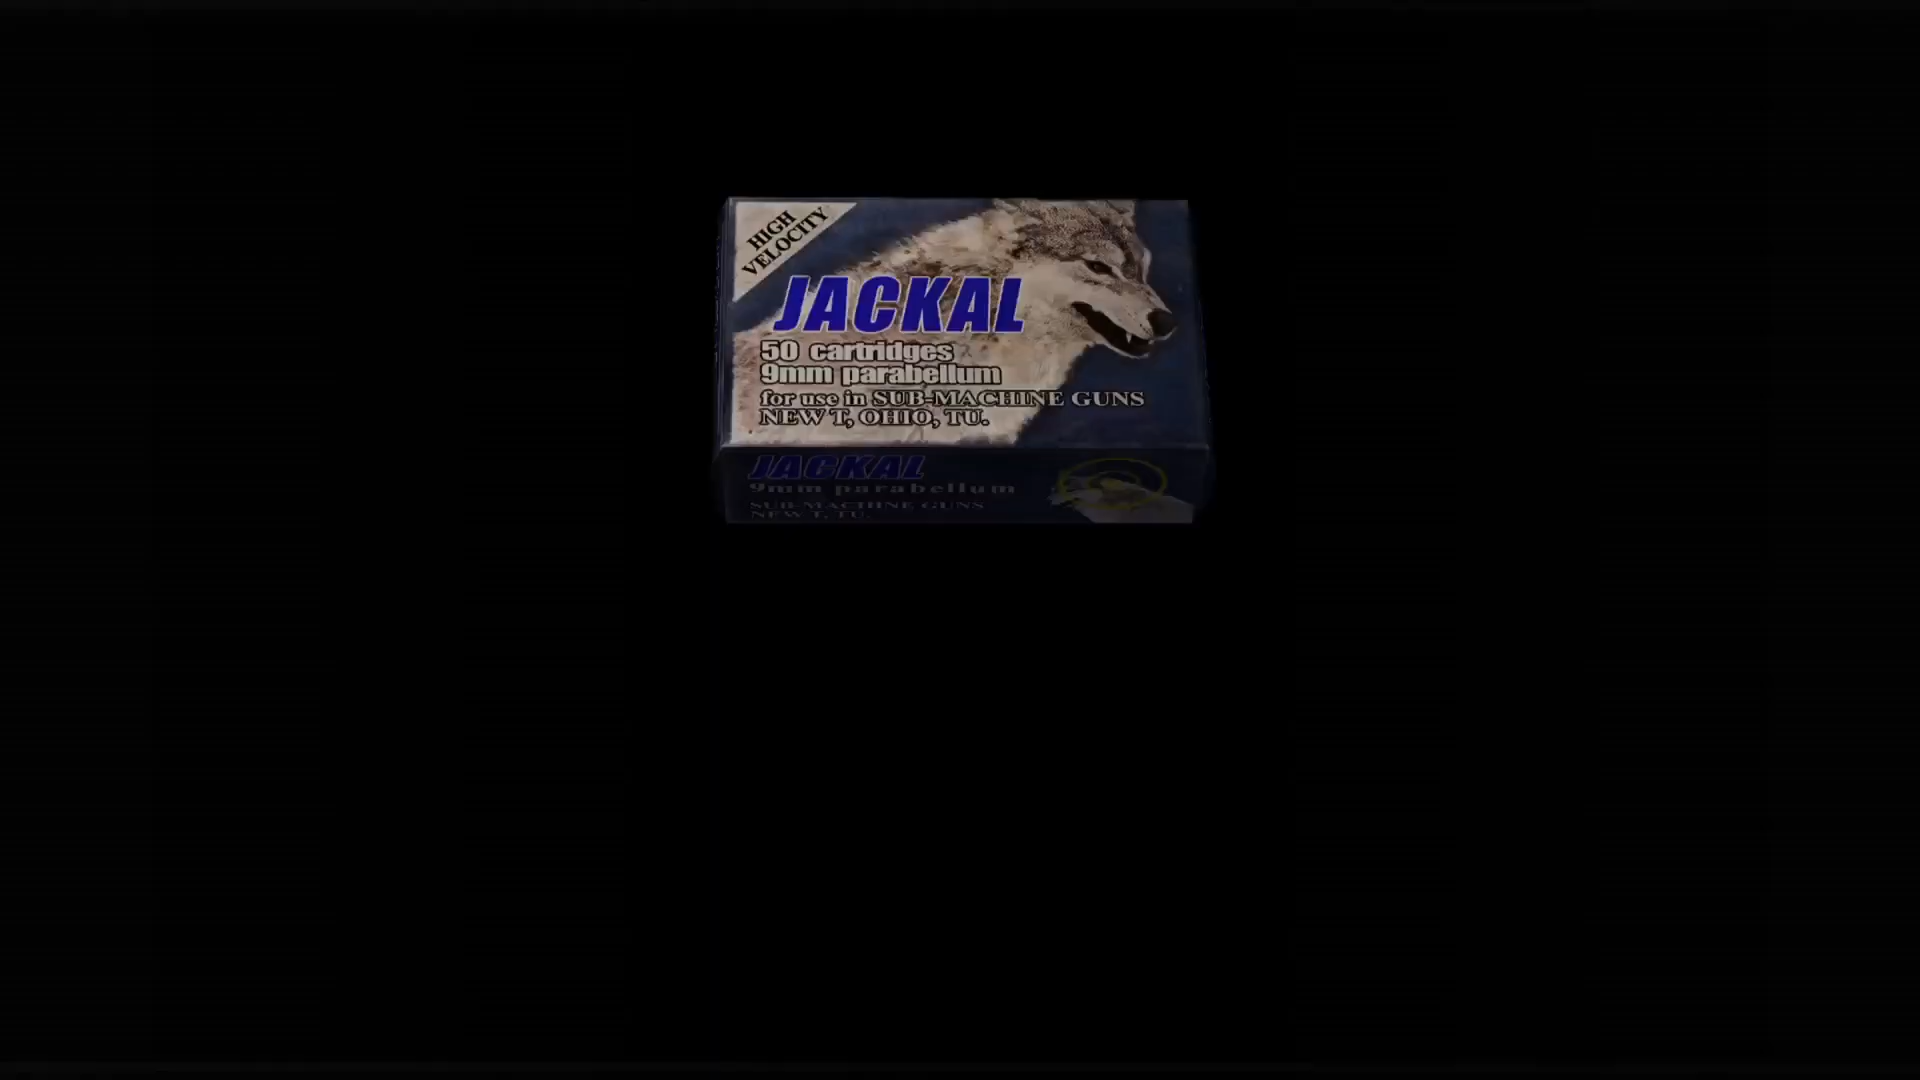 HIGH
VELOCITY
JACKAL
50 cartridges
9mm parabellum
for use in SUB-MACHINE GUNS
NEW T, OHIO, TU.
JACKAL
9mm parabellum
SUB-MACHINE GUNS
NEW T, TU.